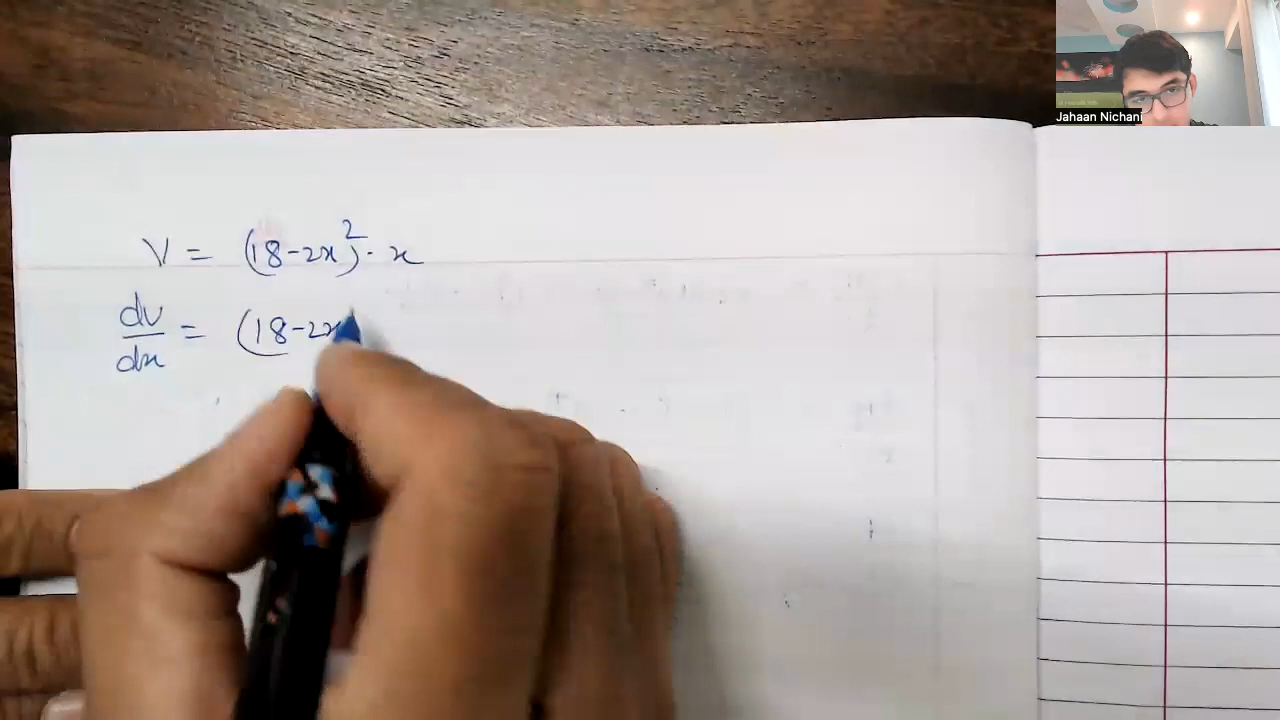 Jahaan Nichani
V = (18-2x)² · x
dv/dx = (18-2x